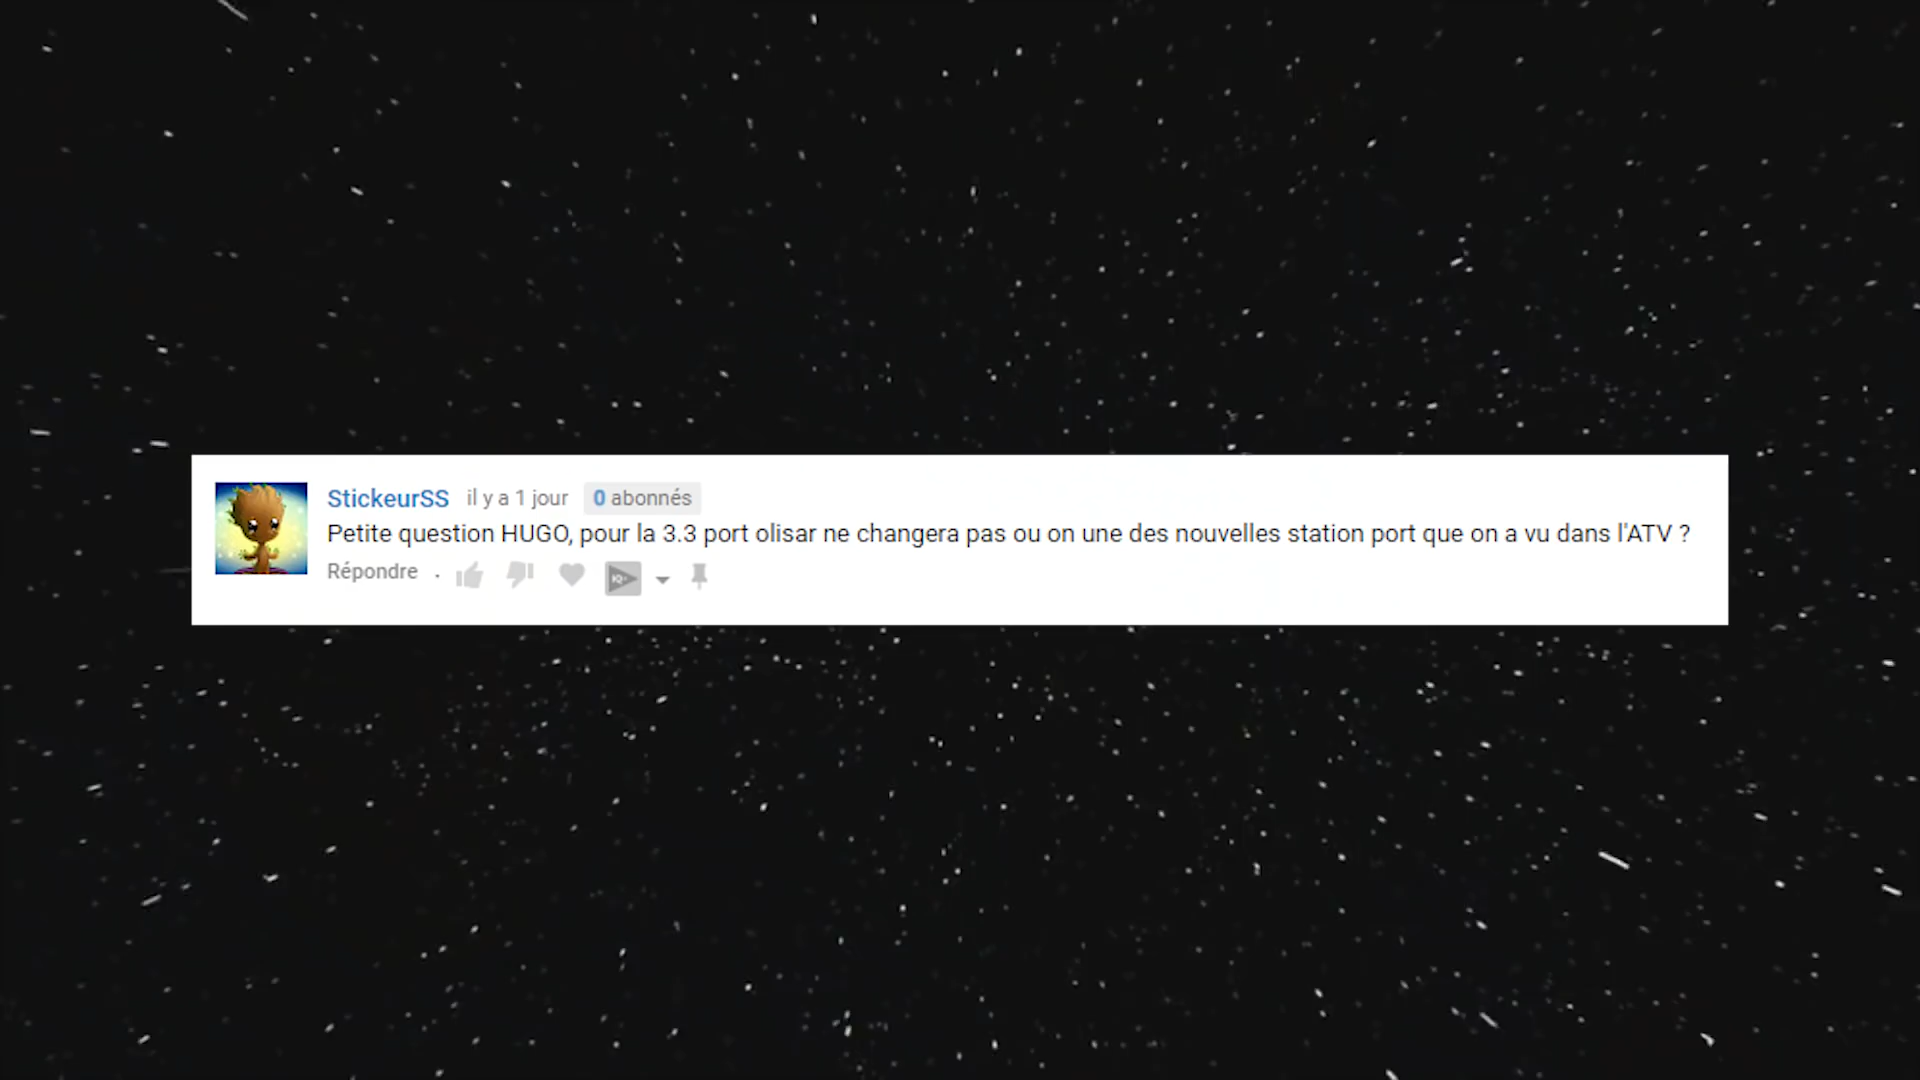 StickeurSS il y a 1 jour 0 abonnés
Petite question HUGO, pour la 3.3 port olisar ne changera pas ou on une des nouvelles station port que on a vu dans l'ATV ?
Répondre .